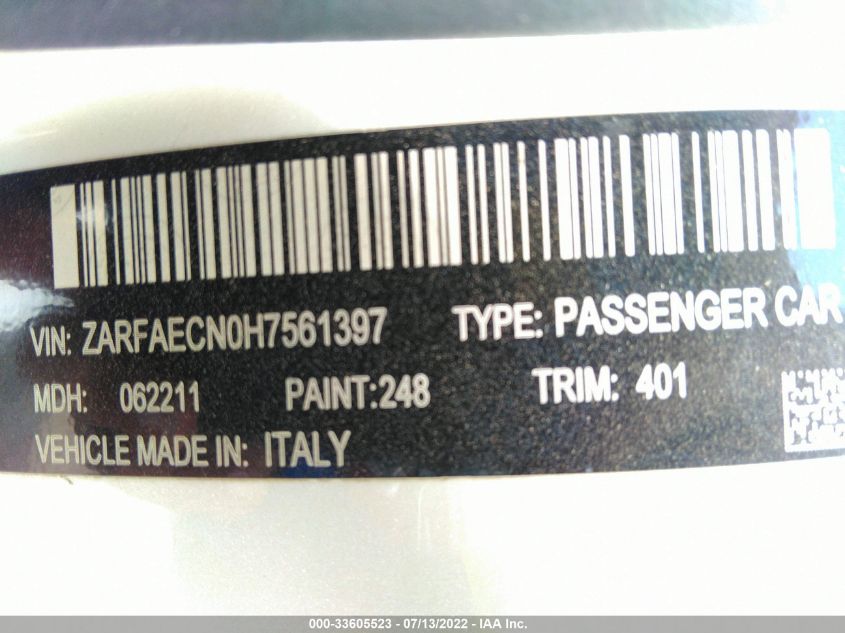 VIN: ZARFAECN0H7561397 TYPE: PASSENGER CAR
MDH: 062211 PAINT:248 TRIM: 401
VEHICLE MADE IN: ITALY
000-33605523 - 07/13/2022 - IAA Inc.